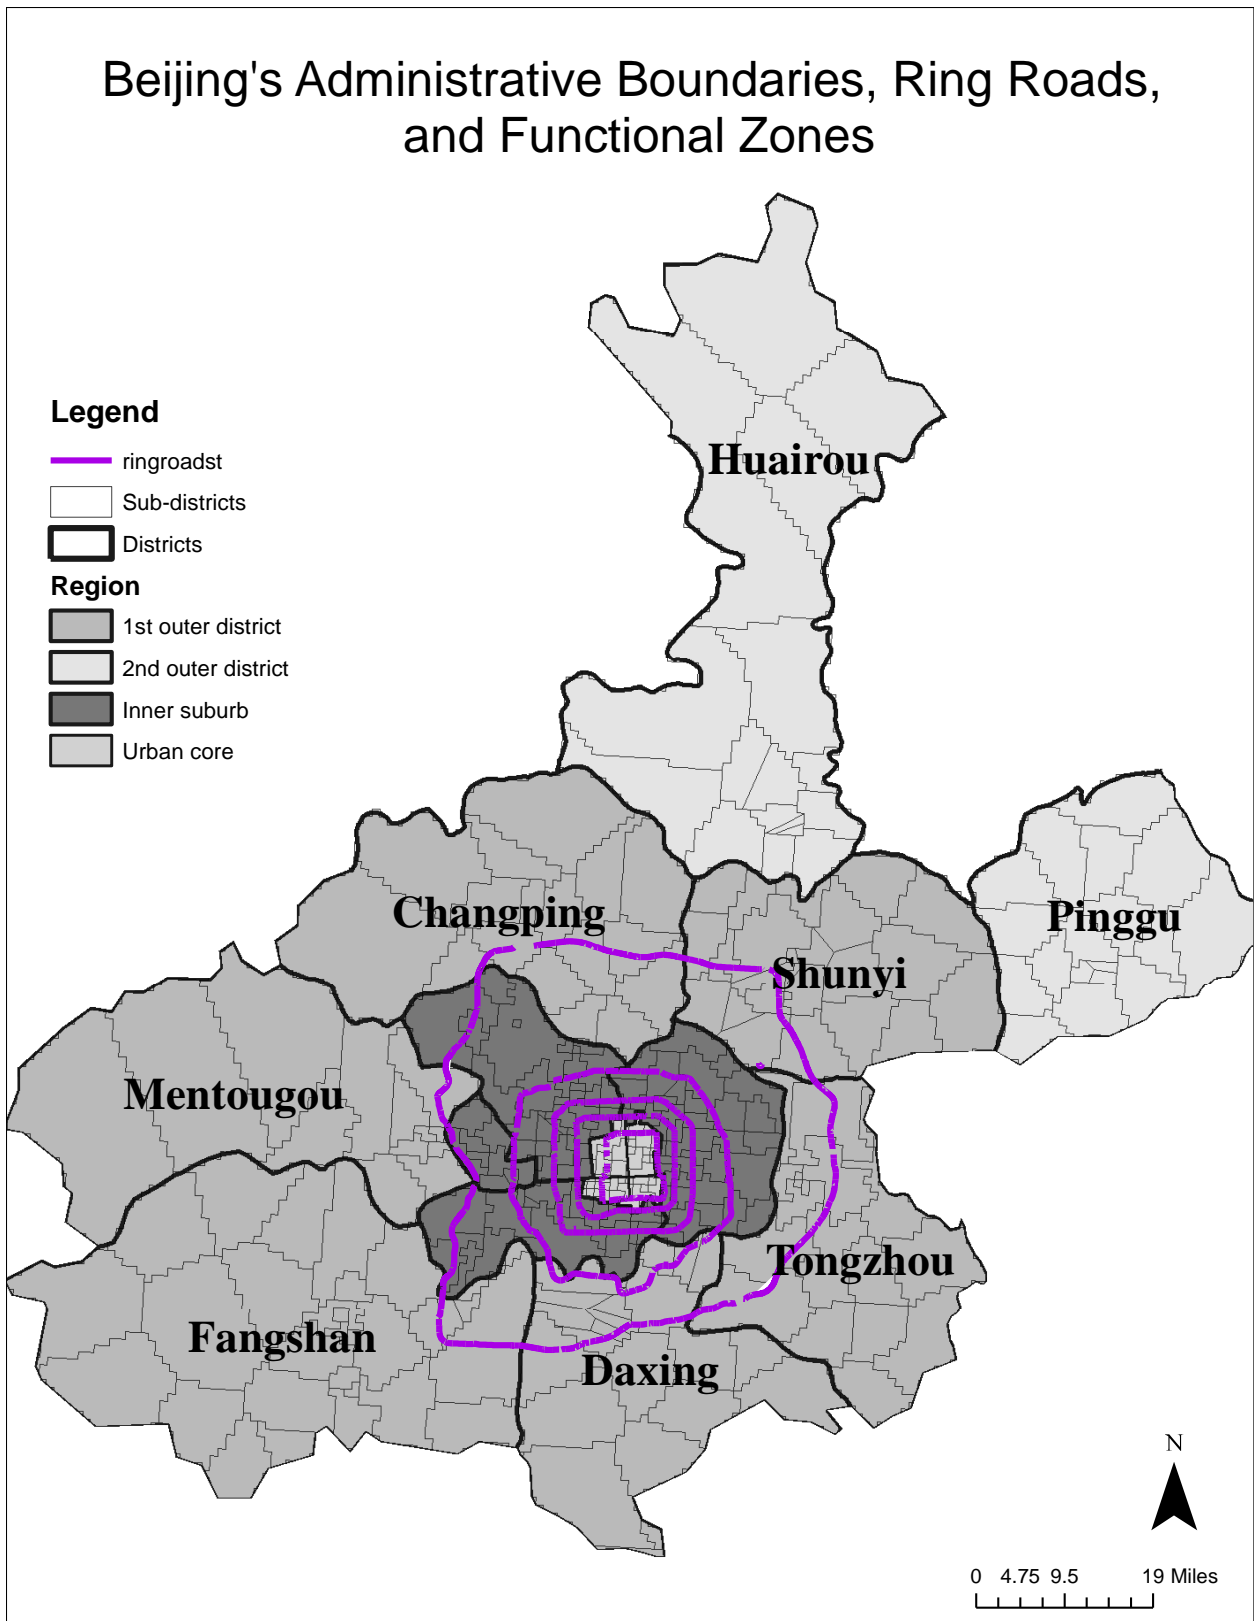 Beijing's Administrative Boundaries, Ring Roads,
and Functional Zones
Legend
ringroadst
Sub-districts
Districts
Region
1st outer district
2nd outer district
Inner suburb
Urban core
Huairou
Changping
Pinggu
Shunyi
Mentougou
Tongzhou
Fangshan
Daxing
N
0 4.75 9.5 19 Miles